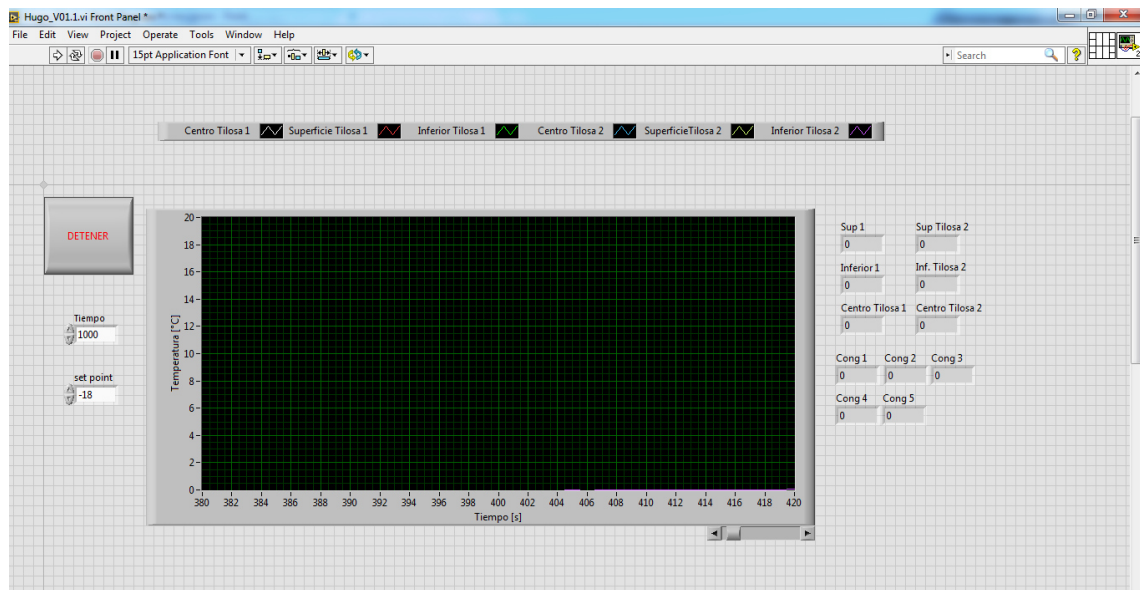 Hugo_V01.1.vi Front Panel *
File Edit View Project Operate Tools Window Help
15pt Application Font
Search
2
Centro Tilosa 1 Superficie Tilosa 1 Inferior Tilosa 1 Centro Tilosa 2 SuperficieTilosa 2 Inferior Tilosa 2
DETENER
Tiempo
1000
set point
-18
Temperatura [°C]
20
18
16
14
12
10
8
6
4
2
0
380 382 384 386 388 390 392 394 396 398 400 402 404 406 408 410 412 414 416 418 420
Tiempo [s]
Sup 1 Sup Tilosa 2
0 0
Inferior 1 Inf. Tilosa 2
0 0
Centro Tilosa 1 Centro Tilosa 2
0 0
Cong 1 Cong 2 Cong 3
0 0 0
Cong 4 Cong 5
0 0